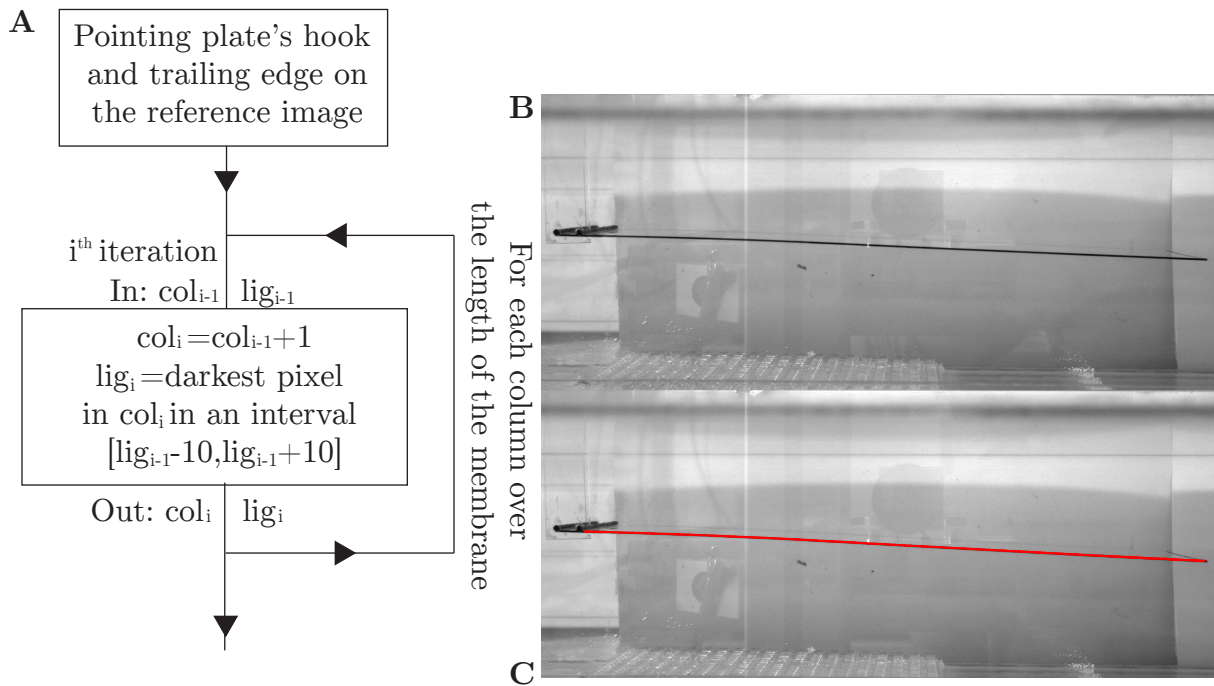 A
Pointing plate's hook
and trailing edge on
the reference image
iᵗʰ iteration
In: colᵢ₋₁ ligᵢ₋₁
colᵢ=colᵢ₋₁+1
ligᵢ=darkest pixel
in colᵢ in an interval
[ligᵢ₋₁-10,ligᵢ₋₁+10]
Out: colᵢ ligᵢ
For each column over
the length of the membrane
B
C